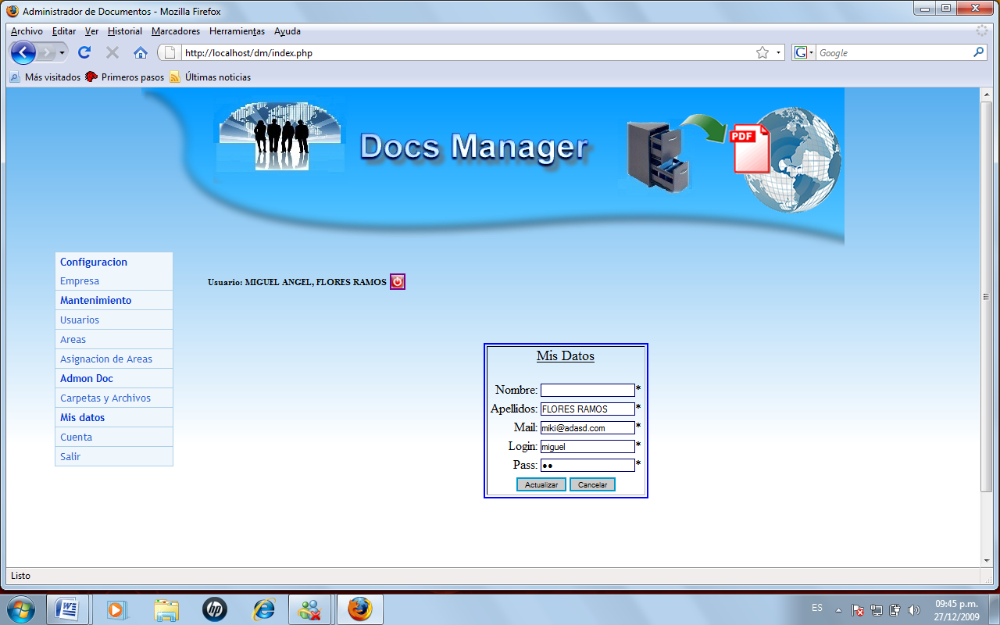 Administrador de Documentos - Mozilla Firefox
Archivo Editar Ver Historial Marcadores Herramientas Ayuda
http://localhost/dm/index.php
G Google
Más visitados Primeros pasos Últimas noticias
Docs Manager
PDF
Configuracion
Empresa
Mantenimiento
Usuarios
Areas
Asignacion de Areas
Admon Doc
Carpetas y Archivos
Mis datos
Cuenta
Salir
Usuario: MIGUEL ANGEL, FLORES RAMOS
Mis Datos
Nombre: *
Apellidos: FLORES RAMOS *
Mail: miki@adasd.com *
Login: miguel *
Pass: ●● *
Actualizar Cancelar
Listo
W hp ES 09:45 p.m.
27/12/2009